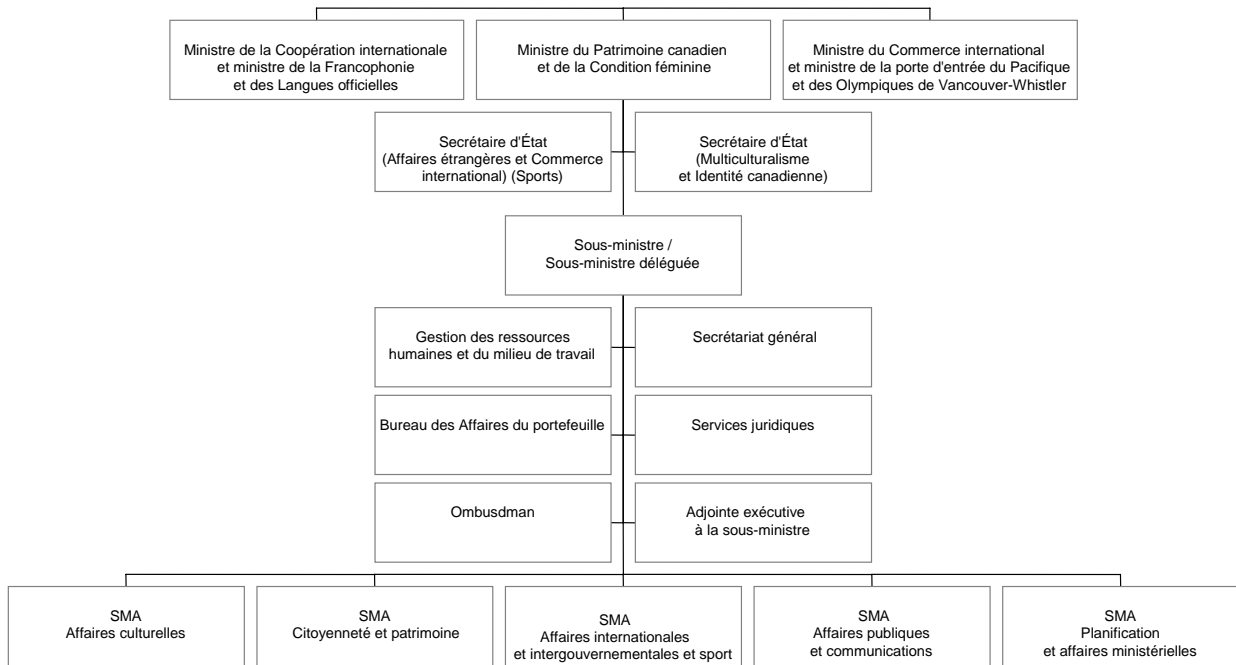 Ministre de la Coopération internationale
et ministre de la Francophonie
et des Langues officielles
Ministre du Patrimoine canadien
et de la Condition féminine
Ministre du Commerce international
et ministre de la porte d'entrée du Pacifique
et des Olympiques de Vancouver-Whistler
Secrétaire d'État
(Affaires étrangères et Commerce
international) (Sports)
Secrétaire d'État
(Multiculturalisme
et Identité canadienne)
Sous-ministre /
Sous-ministre déléguée
Gestion des ressources
humaines et du milieu de travail
Secrétariat général
Bureau des Affaires du portefeuille
Services juridiques
Ombusdman
Adjointe exécutive
à la sous-ministre
SMA
Affaires culturelles
SMA
Citoyenneté et patrimoine
SMA
Affaires internationales
et intergouvernementales et sport
SMA
Affaires publiques
et communications
SMA
Planification
et affaires ministérielles